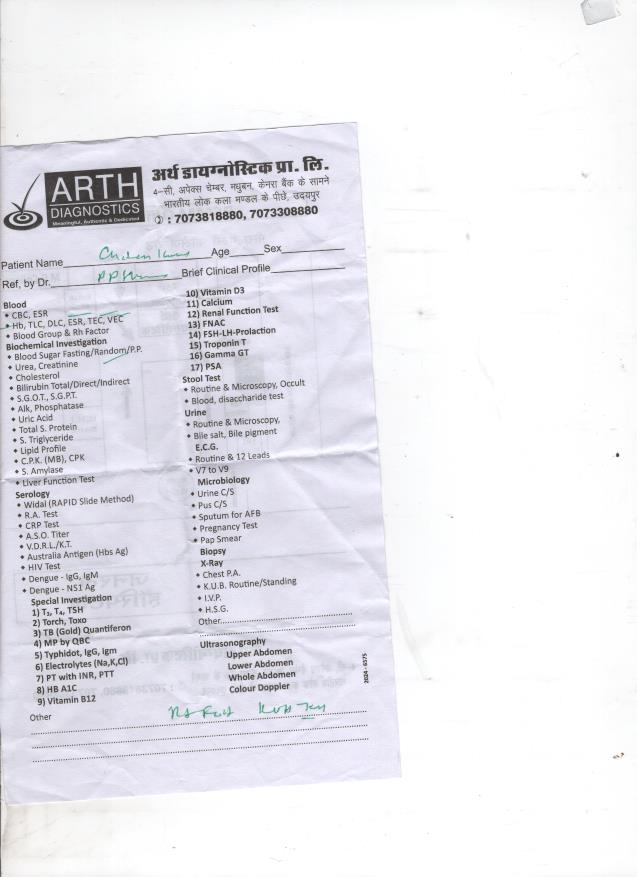 ARTH
DIAGNOSTICS
Meaningful, Authentic & Dedicated
अर्थ डायग्नोस्टिक प्रा. लि.
4-सी, अपेक्स चेम्बर, मधुबन, केनरा बैंक के सामने
भारतीय लोक कला मण्डल के पीछे, उदयपुर
: 7073818880, 7073308880
Patient Name Age Sex
Ref, by Dr. Brief Clinical Profile
Blood
CBC, ESR
Hb, TLC, DLC, ESR, TEC, VEC
Blood Group & Rh Factor
Biochemical Investigation
Blood Sugar Fasting/Random/P.P.
Urea, Creatinine
Cholesterol
Bilirubin Total/Direct/Indirect
S.G.O.T., S.G.P.T.
Alk, Phosphatase
Uric Acid
Total S. Protein
S. Triglyceride
Lipid Profile
C.P.K. (MB), CPK
S. Amylase
Liver Function Test
Serology
Widal (RAPID Slide Method)
R.A. Test
CRP Test
A.S.O. Titer
V.D.R.L./K.T.
Australia Antigen (Hbs Ag)
HIV Test
Dengue - IgG, IgM
Dengue - NS1 Ag
Special Investigation
1) T3, T4, TSH
2) Torch, Toxo
3) TB (Gold) Quantiferon
4) MP by QBC
5) Typhidot, IgG, Igm
6) Electrolytes (Na,K,Cl)
7) PT with INR, PTT
8) HB A1C
9) Vitamin B12
10) Vitamin D3
11) Calcium
12) Renal Function Test
13) FNAC
14) FSH-LH-Prolaction
15) Troponin T
16) Gamma GT
17) PSA
Stool Test
Routine & Microscopy, Occult
Blood, disaccharide test
Urine
Routine & Microscopy,
Bile salt, Bile pigment
E.C.G.
Routine & 12 Leads
V7 to V9
Microbiology
Urine C/S
Pus C/S
Sputum for AFB
Pregnancy Test
Pap Smear
Biopsy
X-Ray
Chest P.A.
K.U.B. Routine/Standing
I.V.P.
H.S.G.
Other
Ultrasonography
Upper Abdomen
Lower Abdomen
Whole Abdomen
Colour Doppler
2024 - 0375
Other